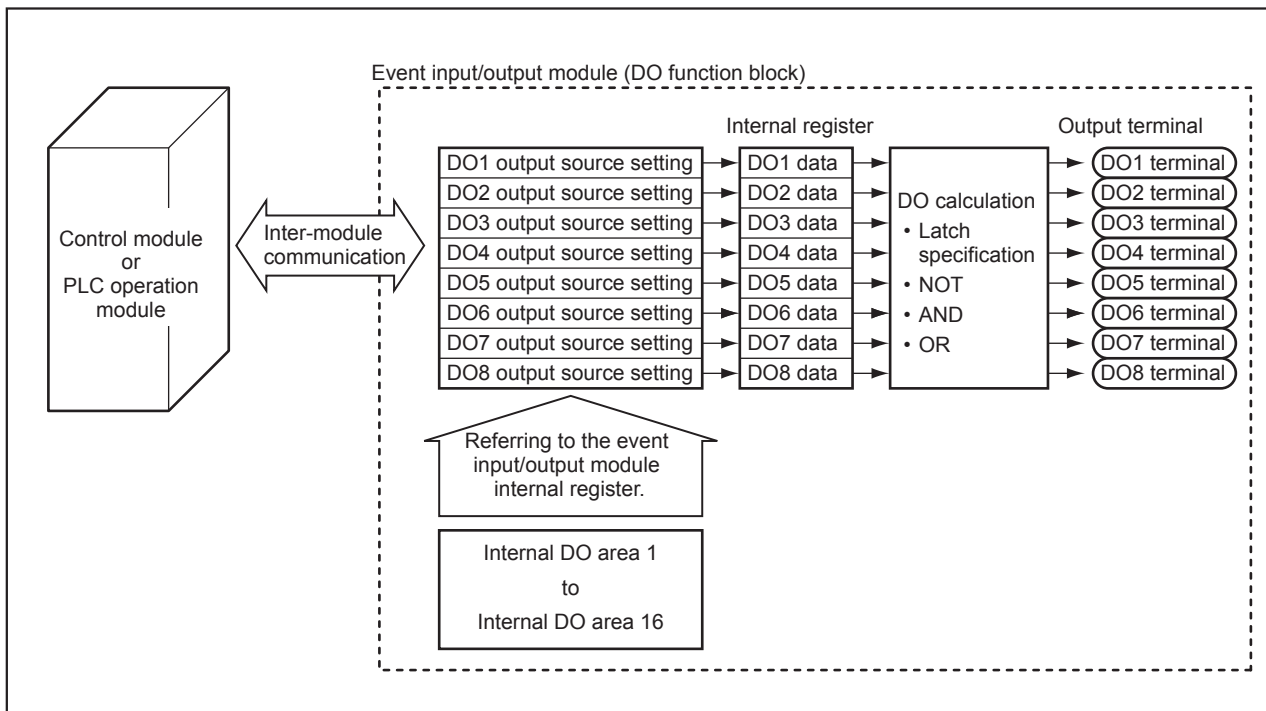 Event input/output module (DO function block)
Internal register
Output terminal
Control module
or
PLC operation
module
Inter-module
communication
DO1 output source setting
DO2 output source setting
DO3 output source setting
DO4 output source setting
DO5 output source setting
DO6 output source setting
DO7 output source setting
DO8 output source setting
DO1 data
DO2 data
DO3 data
DO4 data
DO5 data
DO6 data
DO7 data
DO8 data
DO calculation
• Latch
specification
• NOT
• AND
• OR
DO1 terminal
DO2 terminal
DO3 terminal
DO4 terminal
DO5 terminal
DO6 terminal
DO7 terminal
DO8 terminal
Referring to the event
input/output module
internal register.
Internal DO area 1
to
Internal DO area 16